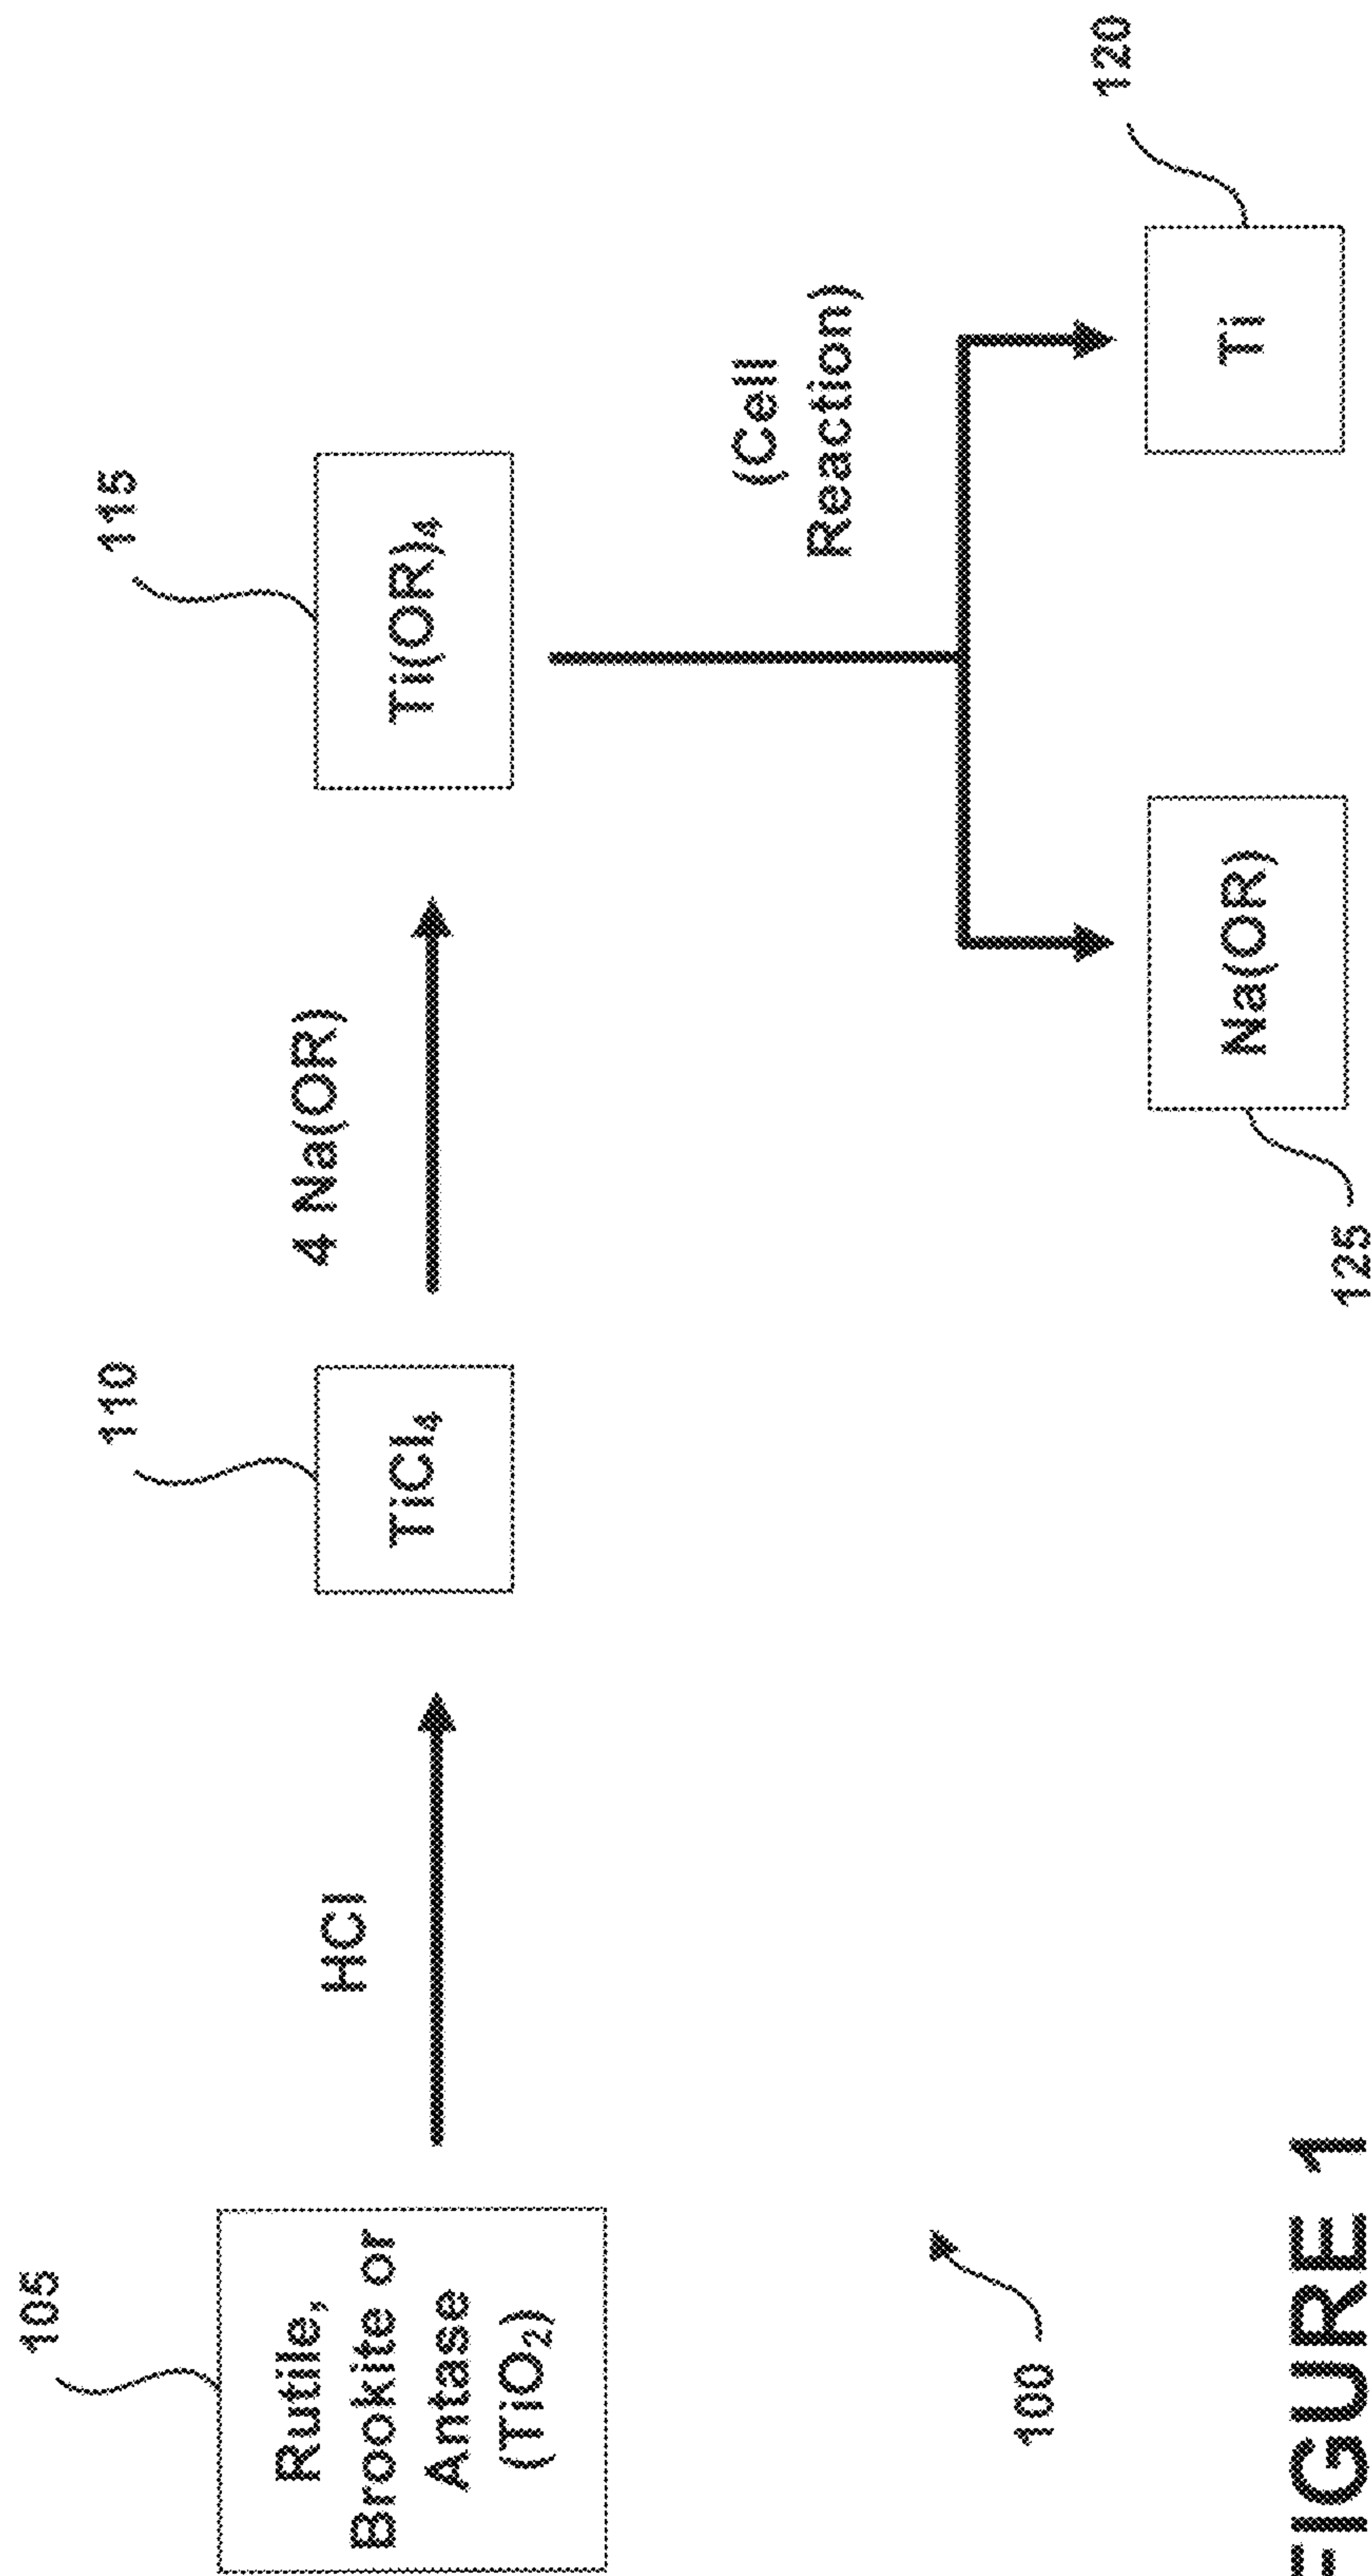 105
Rutile,
Brookite or
Antase
(TiO₂)
HCl
110
TiCl₄
4 Na(OR)
115
Ti(OR)₄
(Cell
Reaction)
125
Na(OR)
Ti
120
100
FIGURE 1